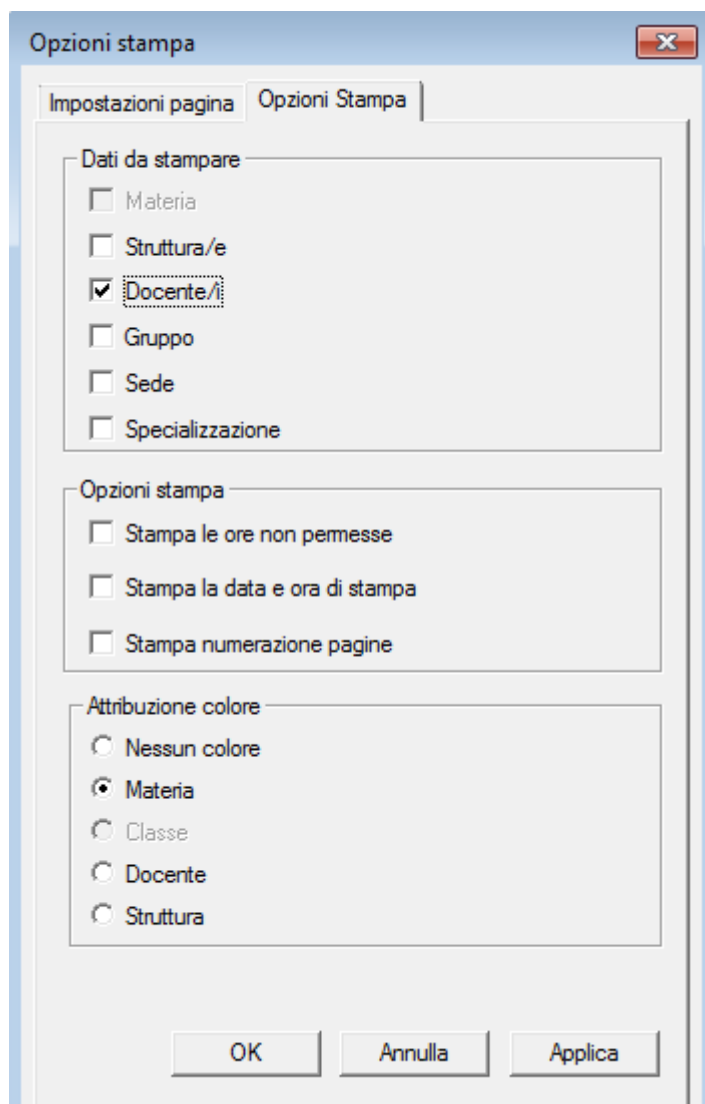 Opzioni stampa
Impostazioni pagina Opzioni Stampa
Dati da stampare
Materia
Struttura/e
Docente/i
Gruppo
Sede
Specializzazione
Opzioni stampa
Stampa le ore non permesse
Stampa la data e ora di stampa
Stampa numerazione pagine
Attribuzione colore
Nessun colore
Materia
Classe
Docente
Struttura
OK Annulla Applica